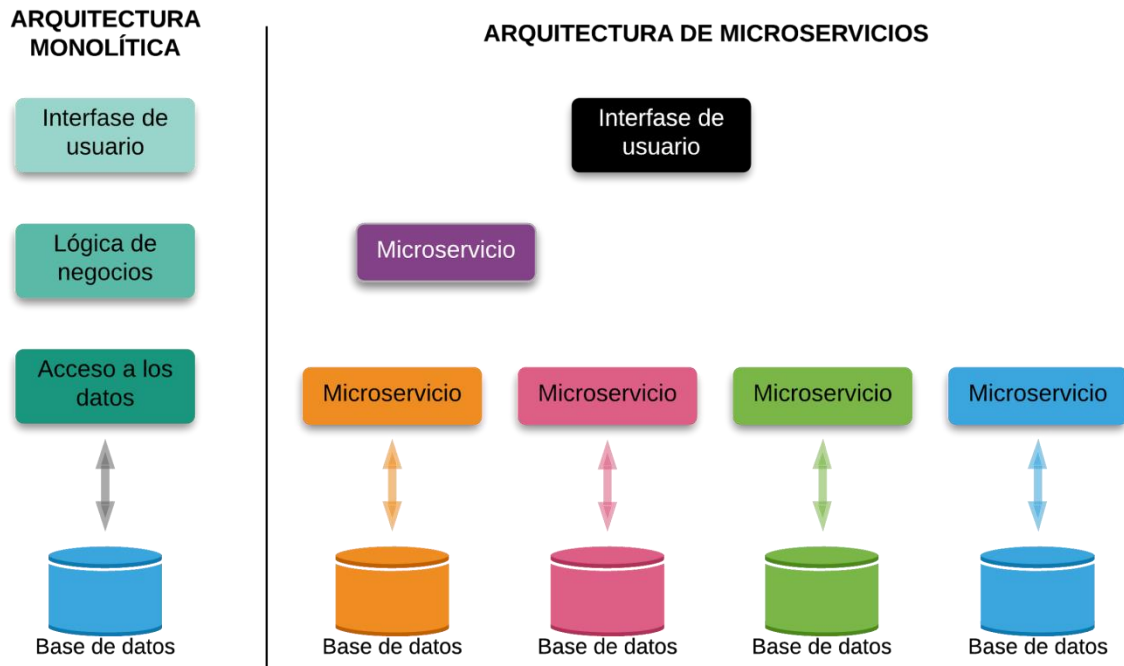 ARQUITECTURA
MONOLÍTICA
Interfase de
usuario
Lógica de
negocios
Acceso a los
datos
Base de datos
ARQUITECTURA DE MICROSERVICIOS
Interfase de
usuario
Microservicio
Microservicio
Microservicio
Microservicio
Microservicio
Base de datos
Base de datos
Base de datos
Base de datos